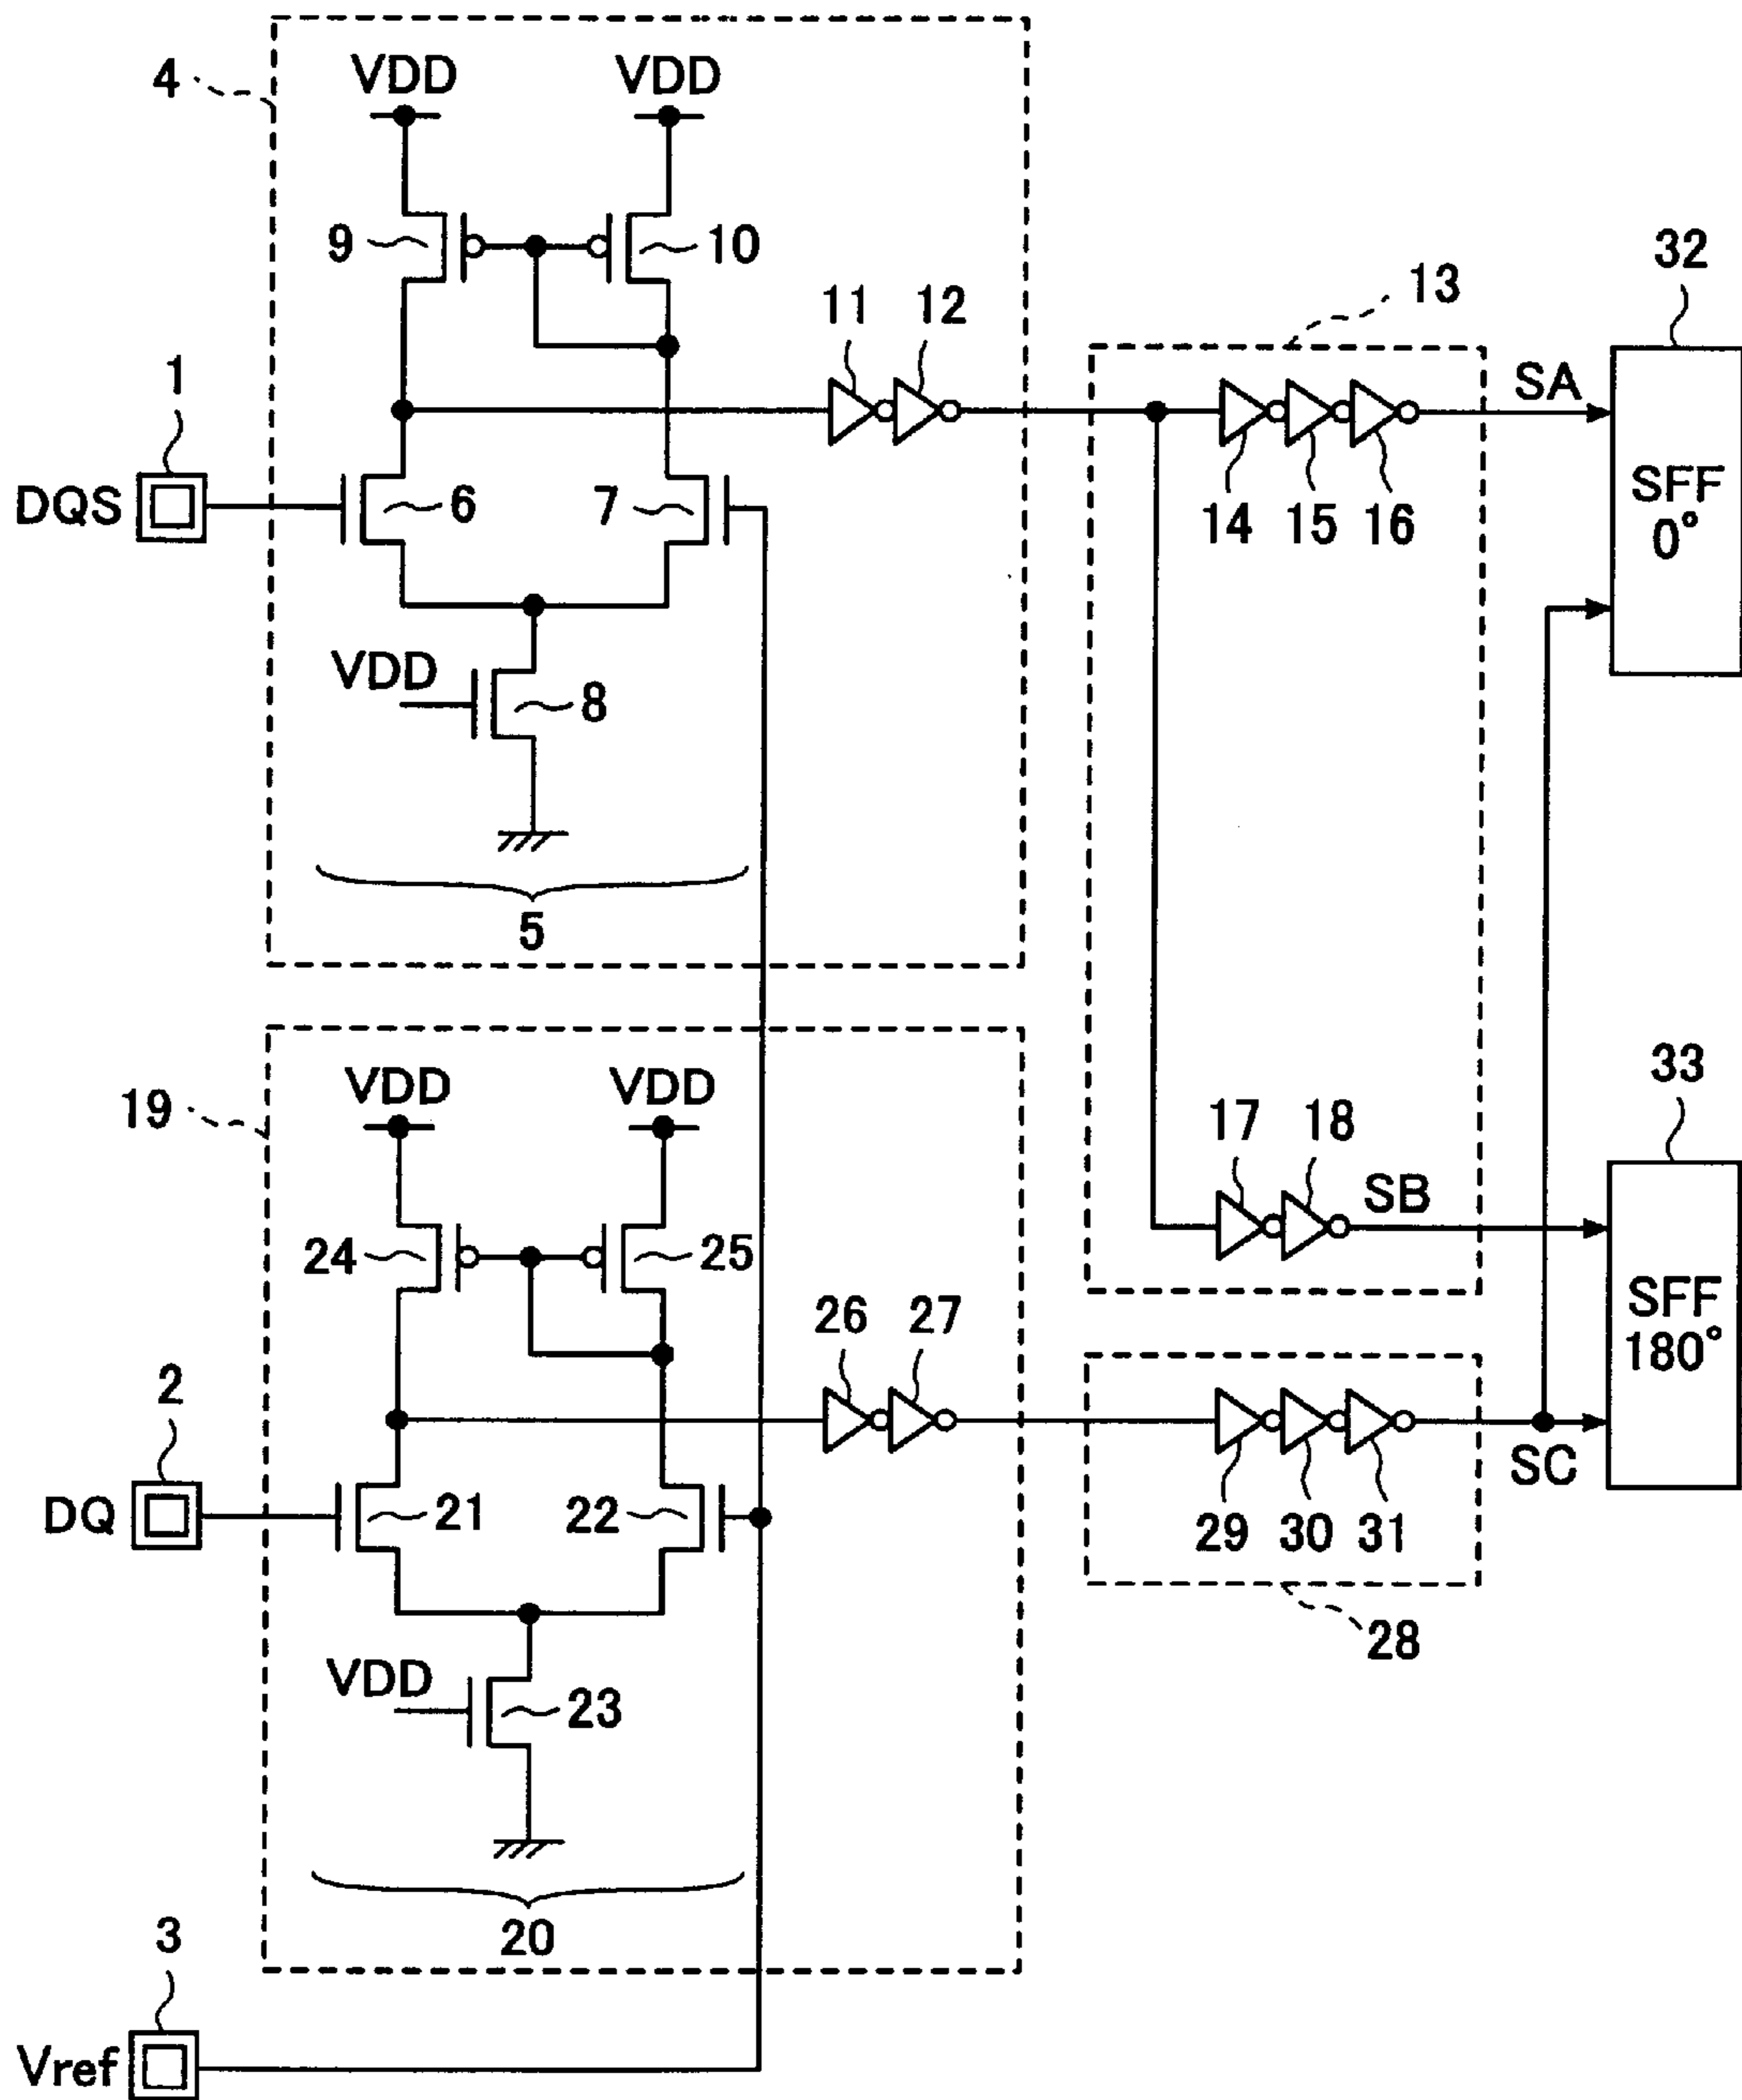 VDD VDD
4
9 10
11 12
13
32
1
SA
DQS
6 7
14 15 16
SFF
0°
VDD
8
5
VDD VDD
19
33
17 18
SB
24 25
26 27
SFF
180°
2
SC
DQ
21 22
29 30 31
28
VDD
23
20
3
Vref